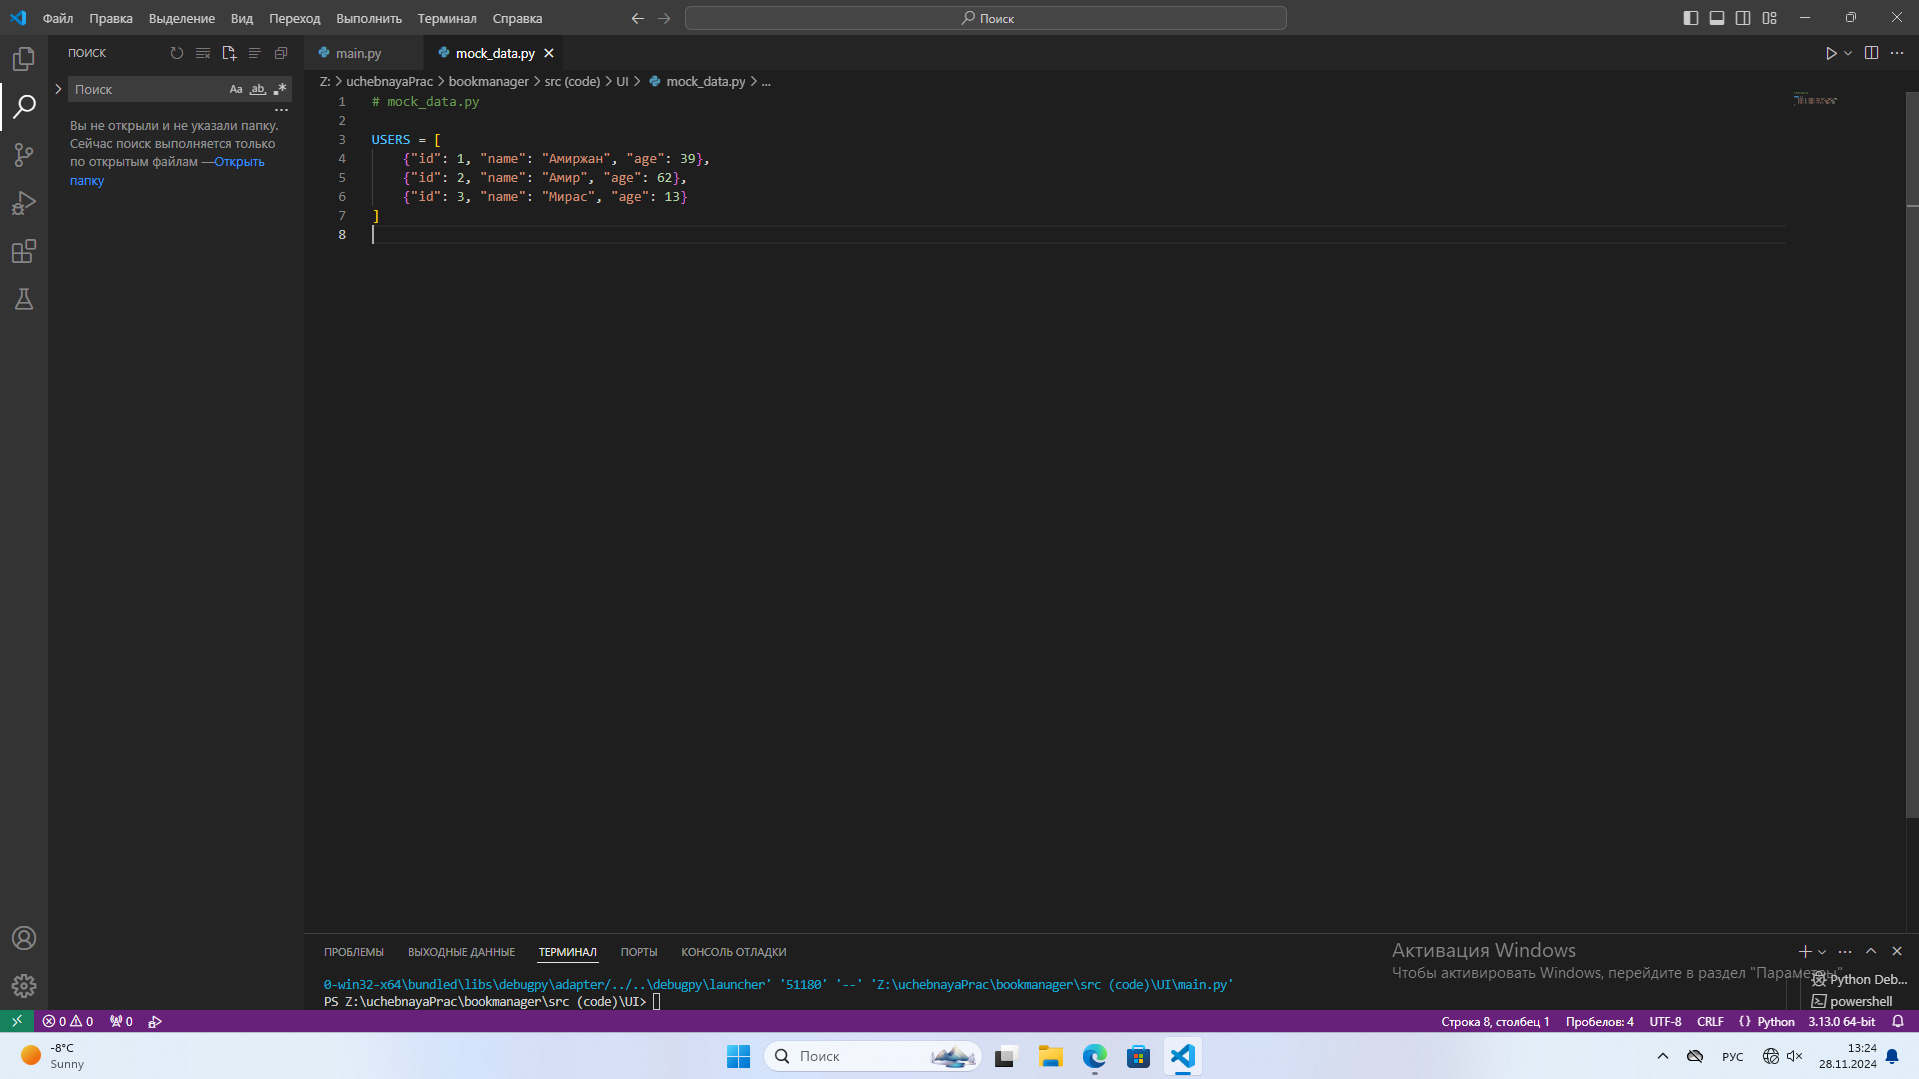 Файл Правка Выделение Вид Переход Выполнить Терминал Справка
Поиск
ПОИСК
main.py
mock_data.py
Поиск
Aa ab .*
Вы не открыли и не указали папку.
Сейчас поиск выполняется только
по открытым файлам —Открыть
папку
Z: > uchebnayaPrac > bookmanager > src (code) > UI > mock_data.py > ...
1 # mock_data.py
2
3 USERS = [
4 {"id": 1, "name": "Амиржан", "age": 39},
5 {"id": 2, "name": "Амир", "age": 62},
6 {"id": 3, "name": "Мирас", "age": 13}
7 ]
8
ПРОБЛЕМЫ ВЫХОДНЫЕ ДАННЫЕ ТЕРМИНАЛ ПОРТЫ КОНСОЛЬ ОТЛАДКИ
0-win32-x64\bundled\libs\debugpy\adapter/../..\debugpy\launcher' '51180' '--' 'Z:\uchebnayaPrac\bookmanager\src (code)\UI\main.py'
PS Z:\uchebnayaPrac\bookmanager\src (code)\UI>
Активация Windows
Чтобы активировать Windows, перейдите в раздел "Параметры".
Python Deb...
powershell
0 0 0
Строка 8, столбец 1 Пробелов: 4 UTF-8 CRLF {} Python 3.13.0 64-bit
-8°C
Sunny
Поиск
РУС
13:24
28.11.2024